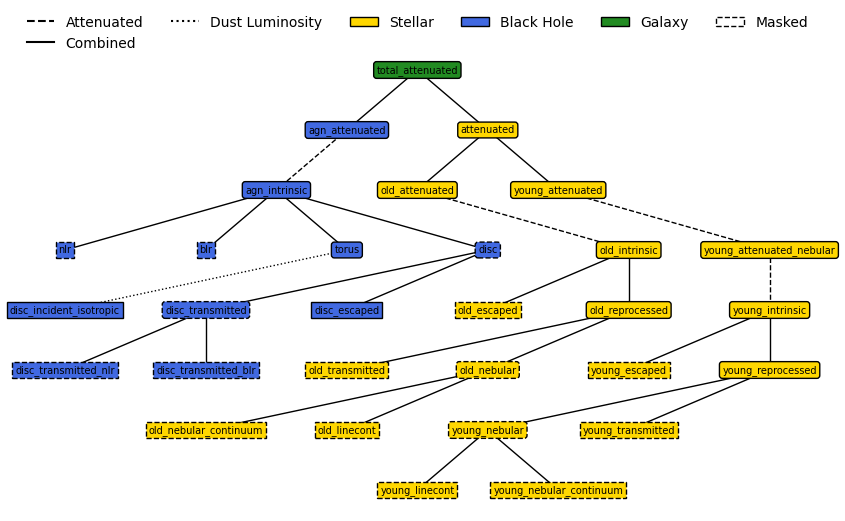 Attenuated Dust Luminosity Stellar Black Hole Galaxy Masked
Combined
total_attenuated
agn_attenuated attenuated
agn_intrinsic old_attenuated young_attenuated
nlr blr torus disc old_intrinsic young_attenuated_nebular
disc_incident_isotropic disc_transmitted disc_escaped old_escaped old_reprocessed young_intrinsic
disc_transmitted_nlr disc_transmitted_blr old_transmitted old_nebular young_escaped young_reprocessed
old_nebular_continuum old_linecont young_nebular young_transmitted
young_linecont young_nebular_continuum